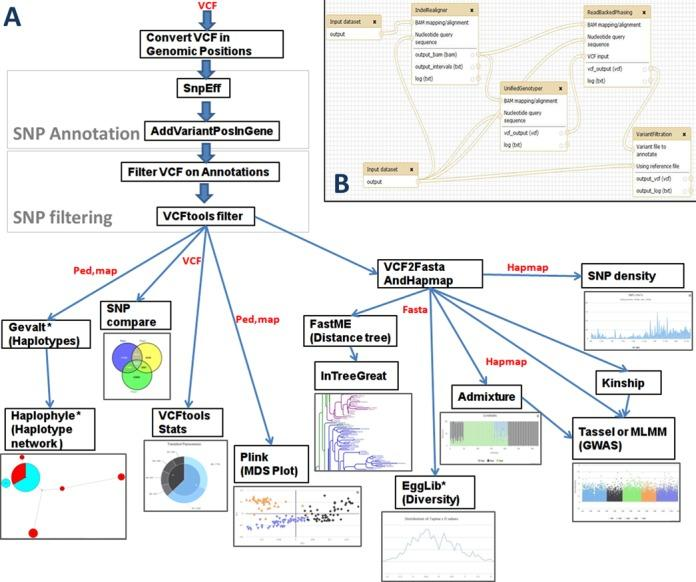 A
VCF
Convert VCF in
Genomic Positions
SnpEff
SNP Annotation
AddVariantPosInGene
Filter VCF on Annotations
SNP filtering
VCFtools filter
B
Input dataset x
output
IndelRealigner x
BAM mapping/alignment
Nucleotide query
sequence
output_bam (bam)
output_intervals (txt)
log (txt)
UnifiedGenotyper x
BAM mapping/alignment
Nucleotide query
sequence
vcf_output (vcf)
log (txt)
ReadBackedPhasing x
BAM mapping/alignment
Nucleotide query
sequence
VCF input
vcf_output (vcf)
log (txt)
VariantFiltration x
Variant file to
annotate
Using reference file
output_vcf (vcf)
output_log (txt)
Input dataset x
output
Ped,map
VCF
Ped,map
VCF2Fasta
AndHapmap
Hapmap
SNP density
Gevalt*
(Haplotypes)
SNP
compare
FastME
(Distance tree)
Fasta
Hapmap
InTreeGreat
Admixture
Kinship
Haplophyle*
(Haplotype
network)
VCFtools
Stats
Plink
(MDS Plot)
EggLib*
(Diversity)
Tassel or MLMM
(GWAS)
Distribution of Tajima's D values